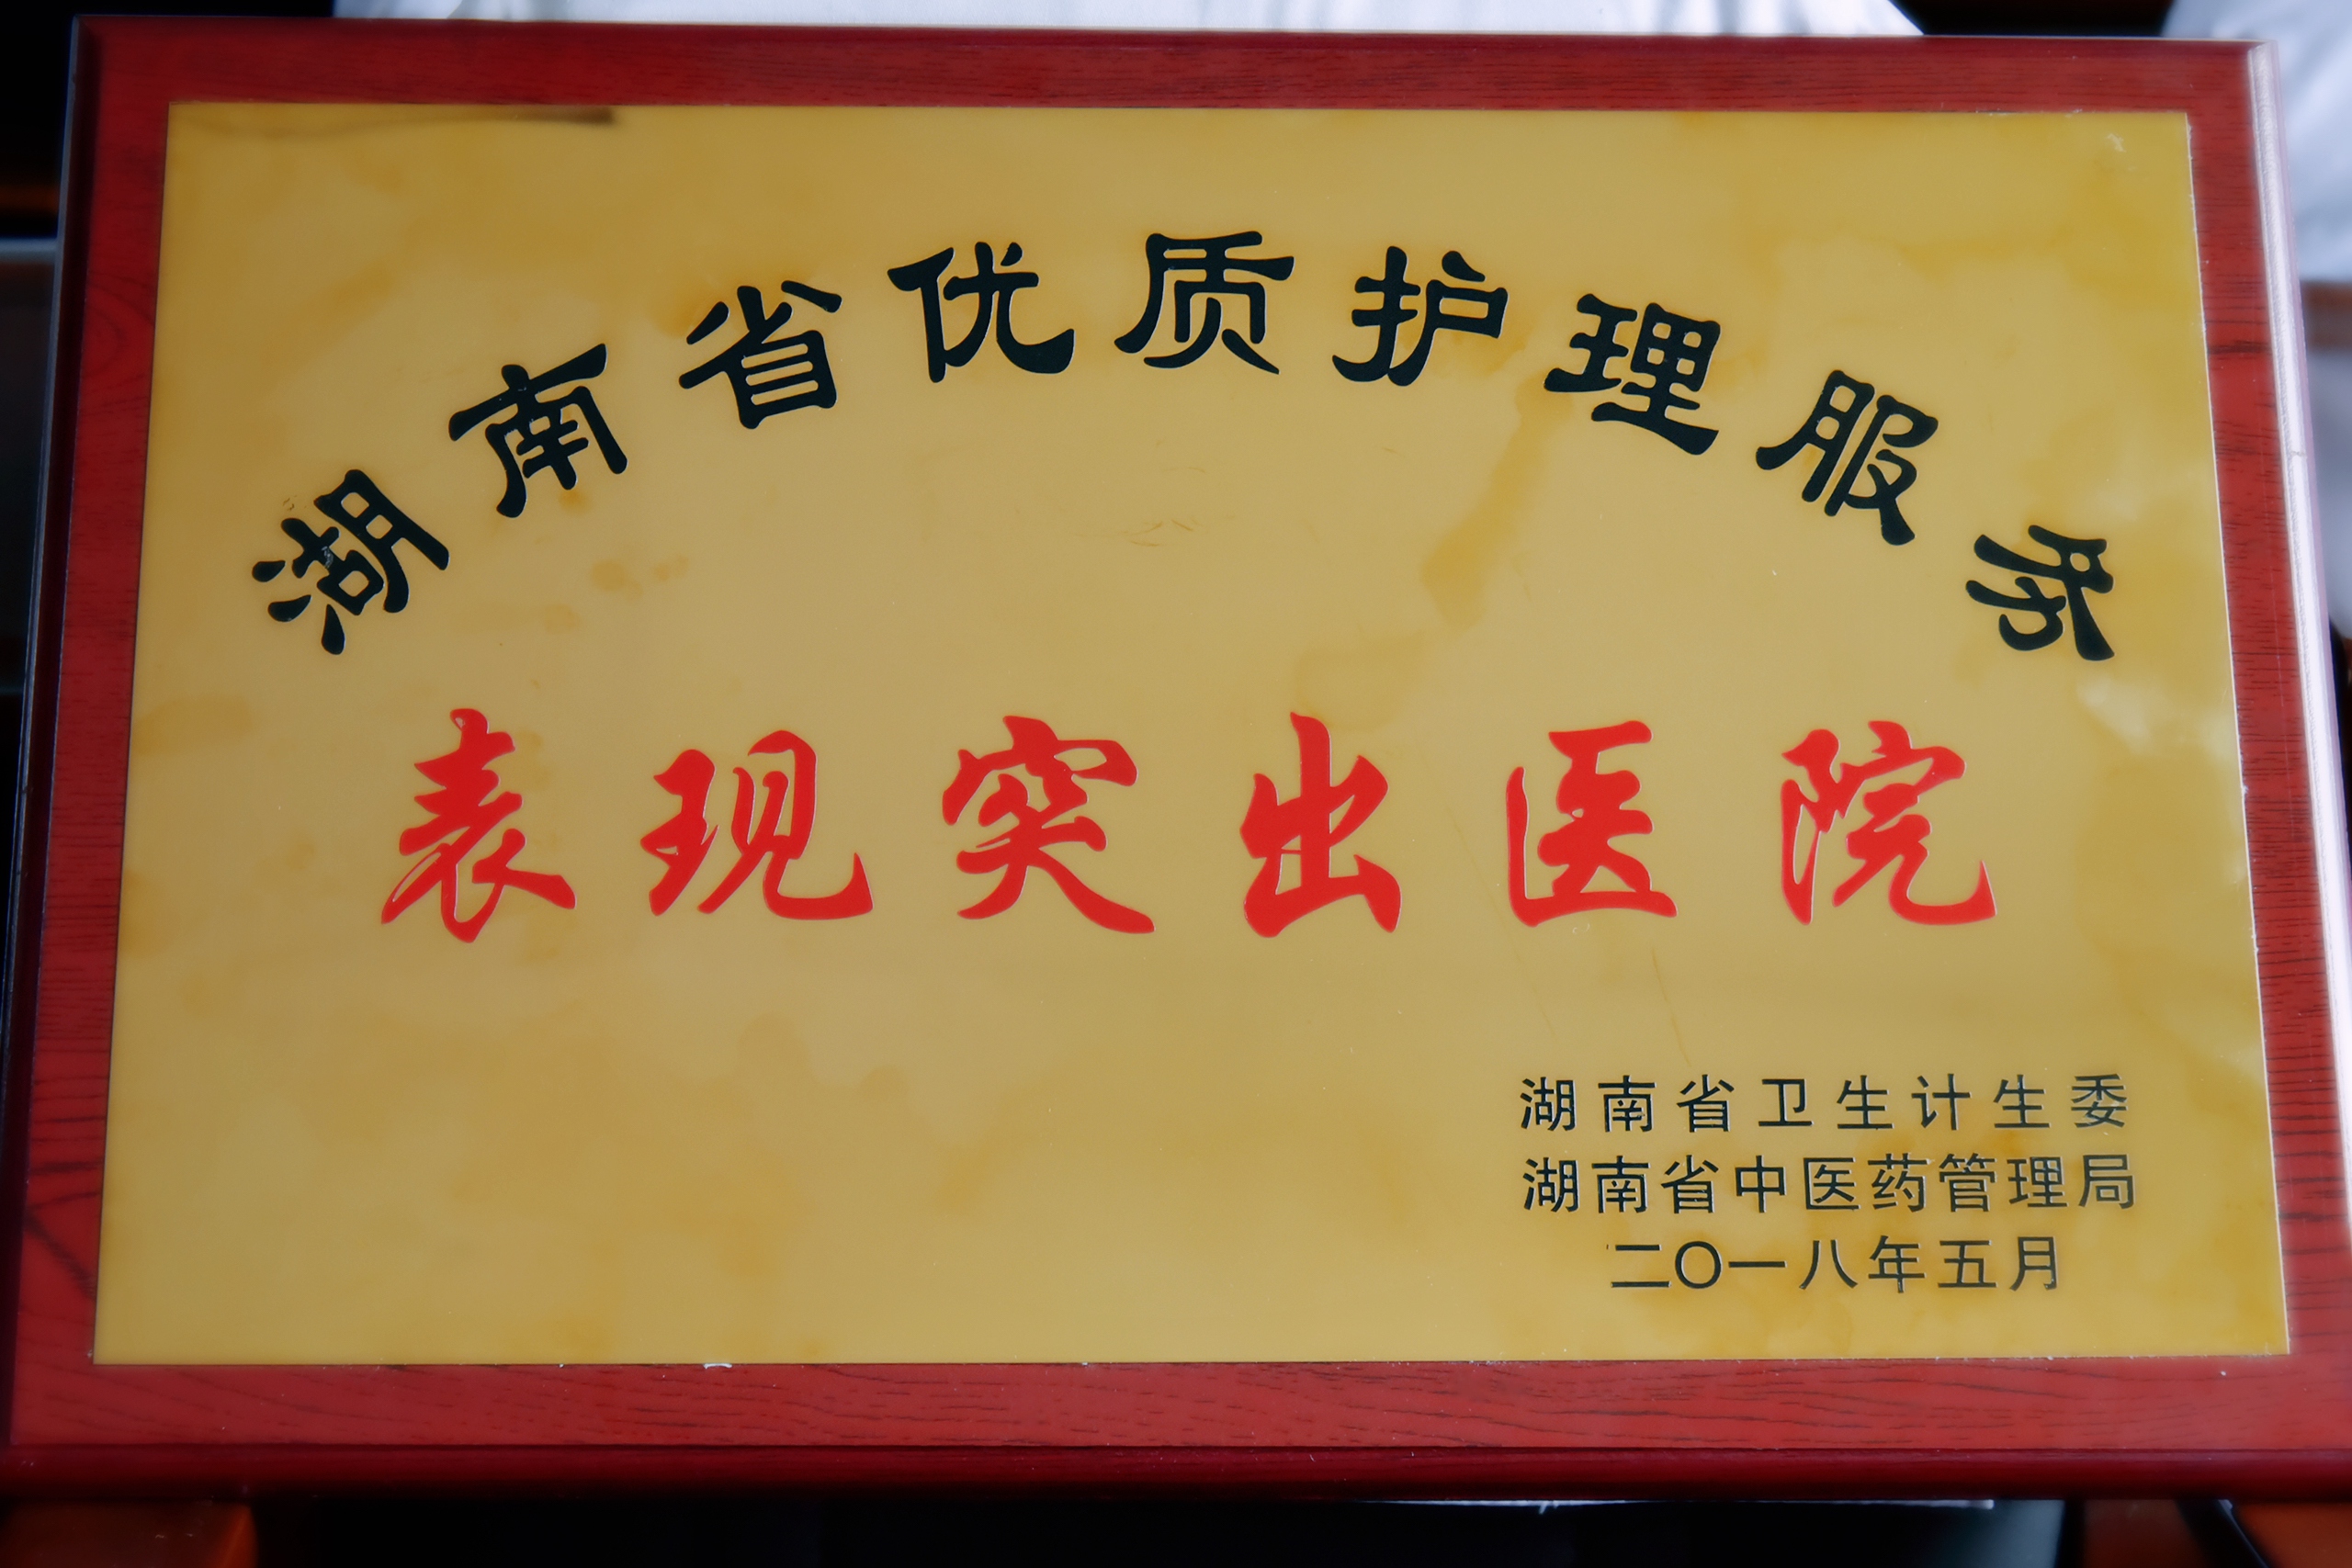 湖南省优质护理服务
表现突出医院
湖南省卫生计生委
湖南省中医药管理局
二〇一八年五月